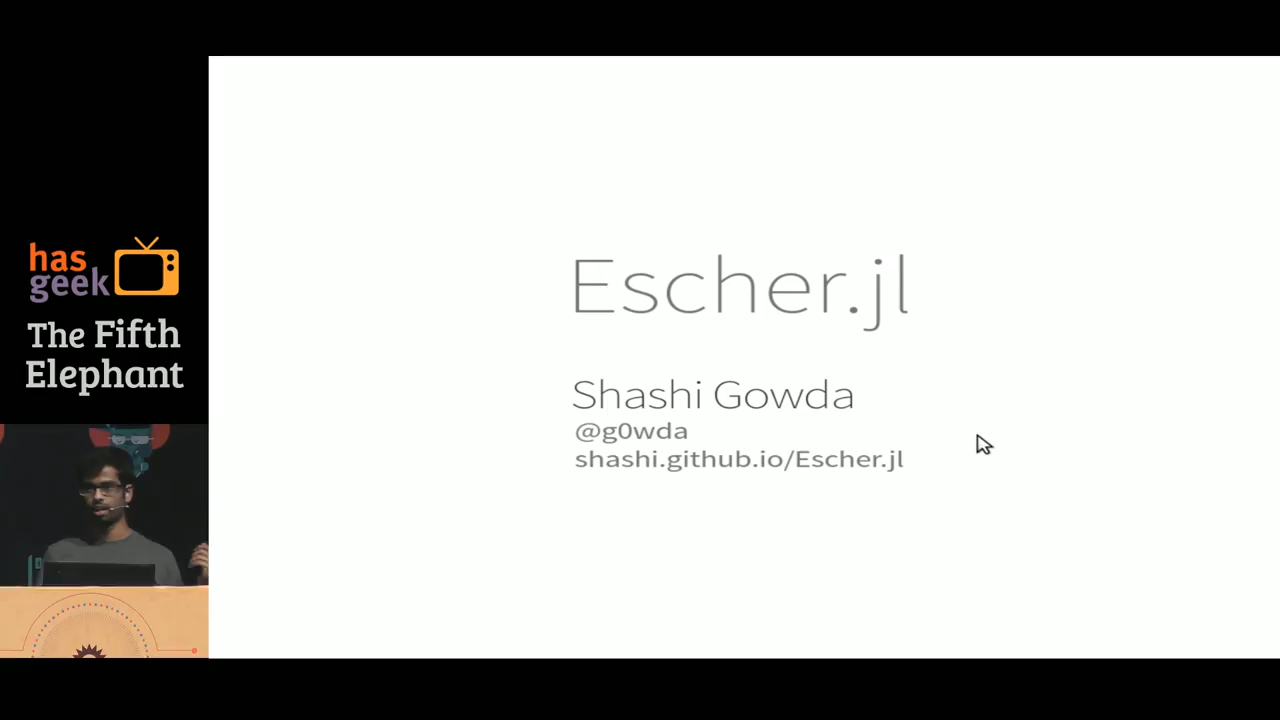 has
geek
The Fifth
Elephant
Escher.jl
Shashi Gowda
@g0wda
shashi.github.io/Escher.jl